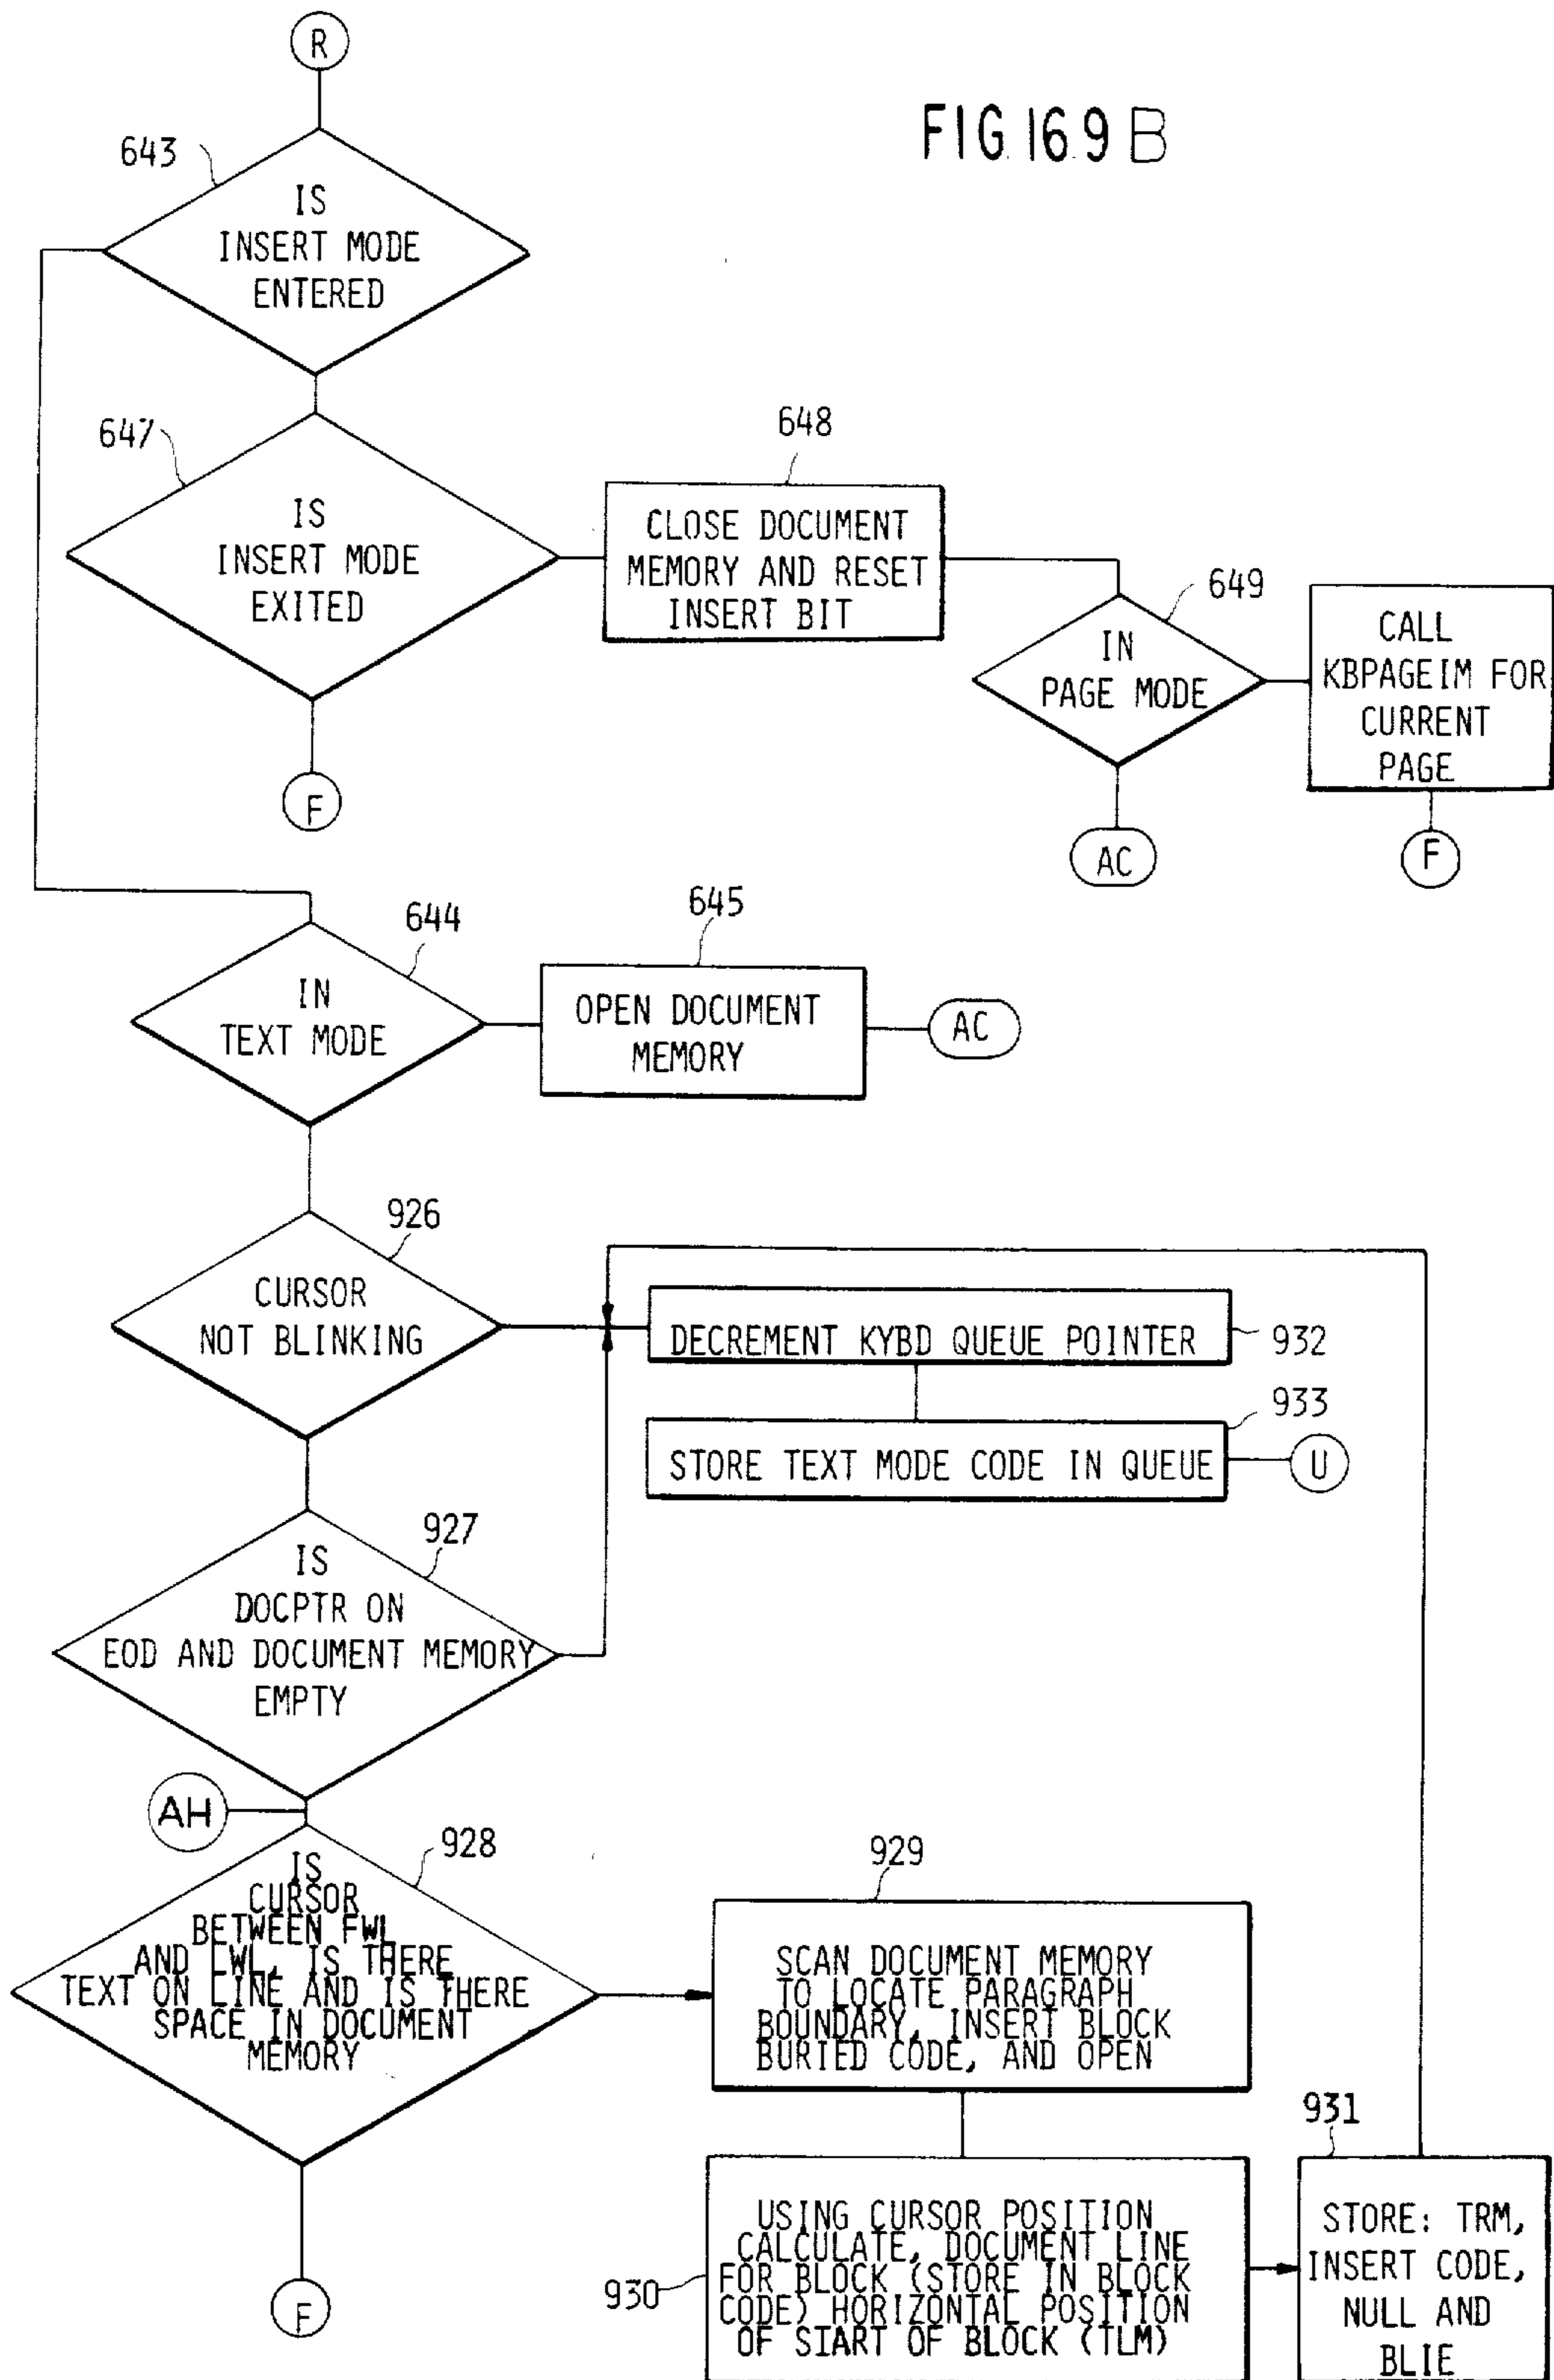 R
FIG. 16.9 B
643
IS
INSERT MODE
ENTERED
647
IS
INSERT MODE
EXITED
648
CLOSE DOCUMENT
MEMORY AND RESET
INSERT BIT
649
IN
PAGE MODE
CALL
KBPAGEIM FOR
CURRENT
PAGE
F
AC
F
644
IN
TEXT MODE
645
OPEN DOCUMENT
MEMORY
AC
926
CURSOR
NOT BLINKING
DECREMENT KYBD QUEUE POINTER
932
933
STORE TEXT MODE CODE IN QUEUE
U
927
IS
DOCPTR ON
EOD AND DOCUMENT MEMORY
EMPTY
AH
928
IS
CURSOR
BETWEEN FWL
AND LWL, IS THERE
TEXT ON LINE AND IS THERE
SPACE IN DOCUMENT
MEMORY
929
SCAN DOCUMENT MEMORY
TO LOCATE PARAGRAPH
BOUNDARY, INSERT BLOCK
BURIED CODE, AND OPEN
930
USING CURSOR POSITION
CALCULATE, DOCUMENT LINE
FOR BLOCK (STORE IN BLOCK
CODE) HORIZONTAL POSITION
OF START OF BLOCK (TLM)
931
STORE: TRM,
INSERT CODE,
NULL AND
BLIE
F